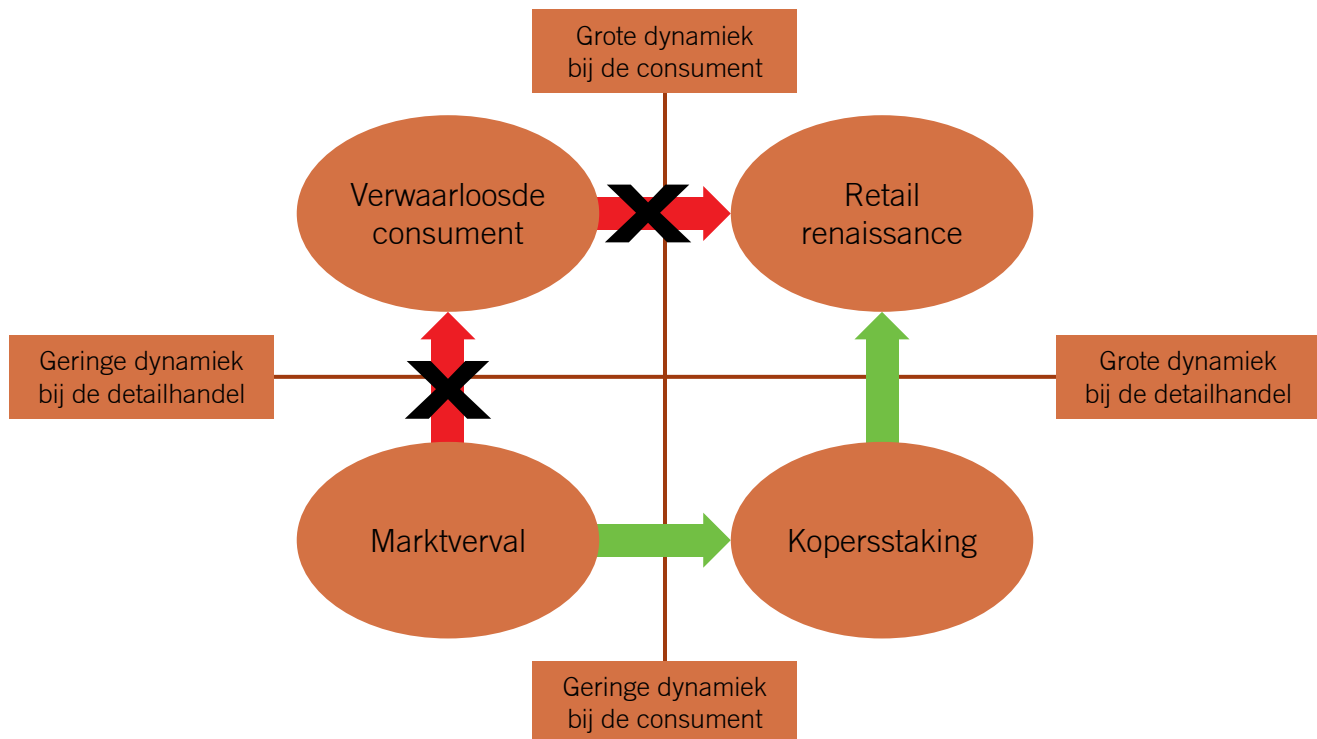 Grote dynamiek
bij de consument
Verwaarloosde
consument
Retail
renaissance
Geringe dynamiek
bij de detailhandel
Grote dynamiek
bij de detailhandel
Marktverval
Kopersstaking
Geringe dynamiek
bij de consument